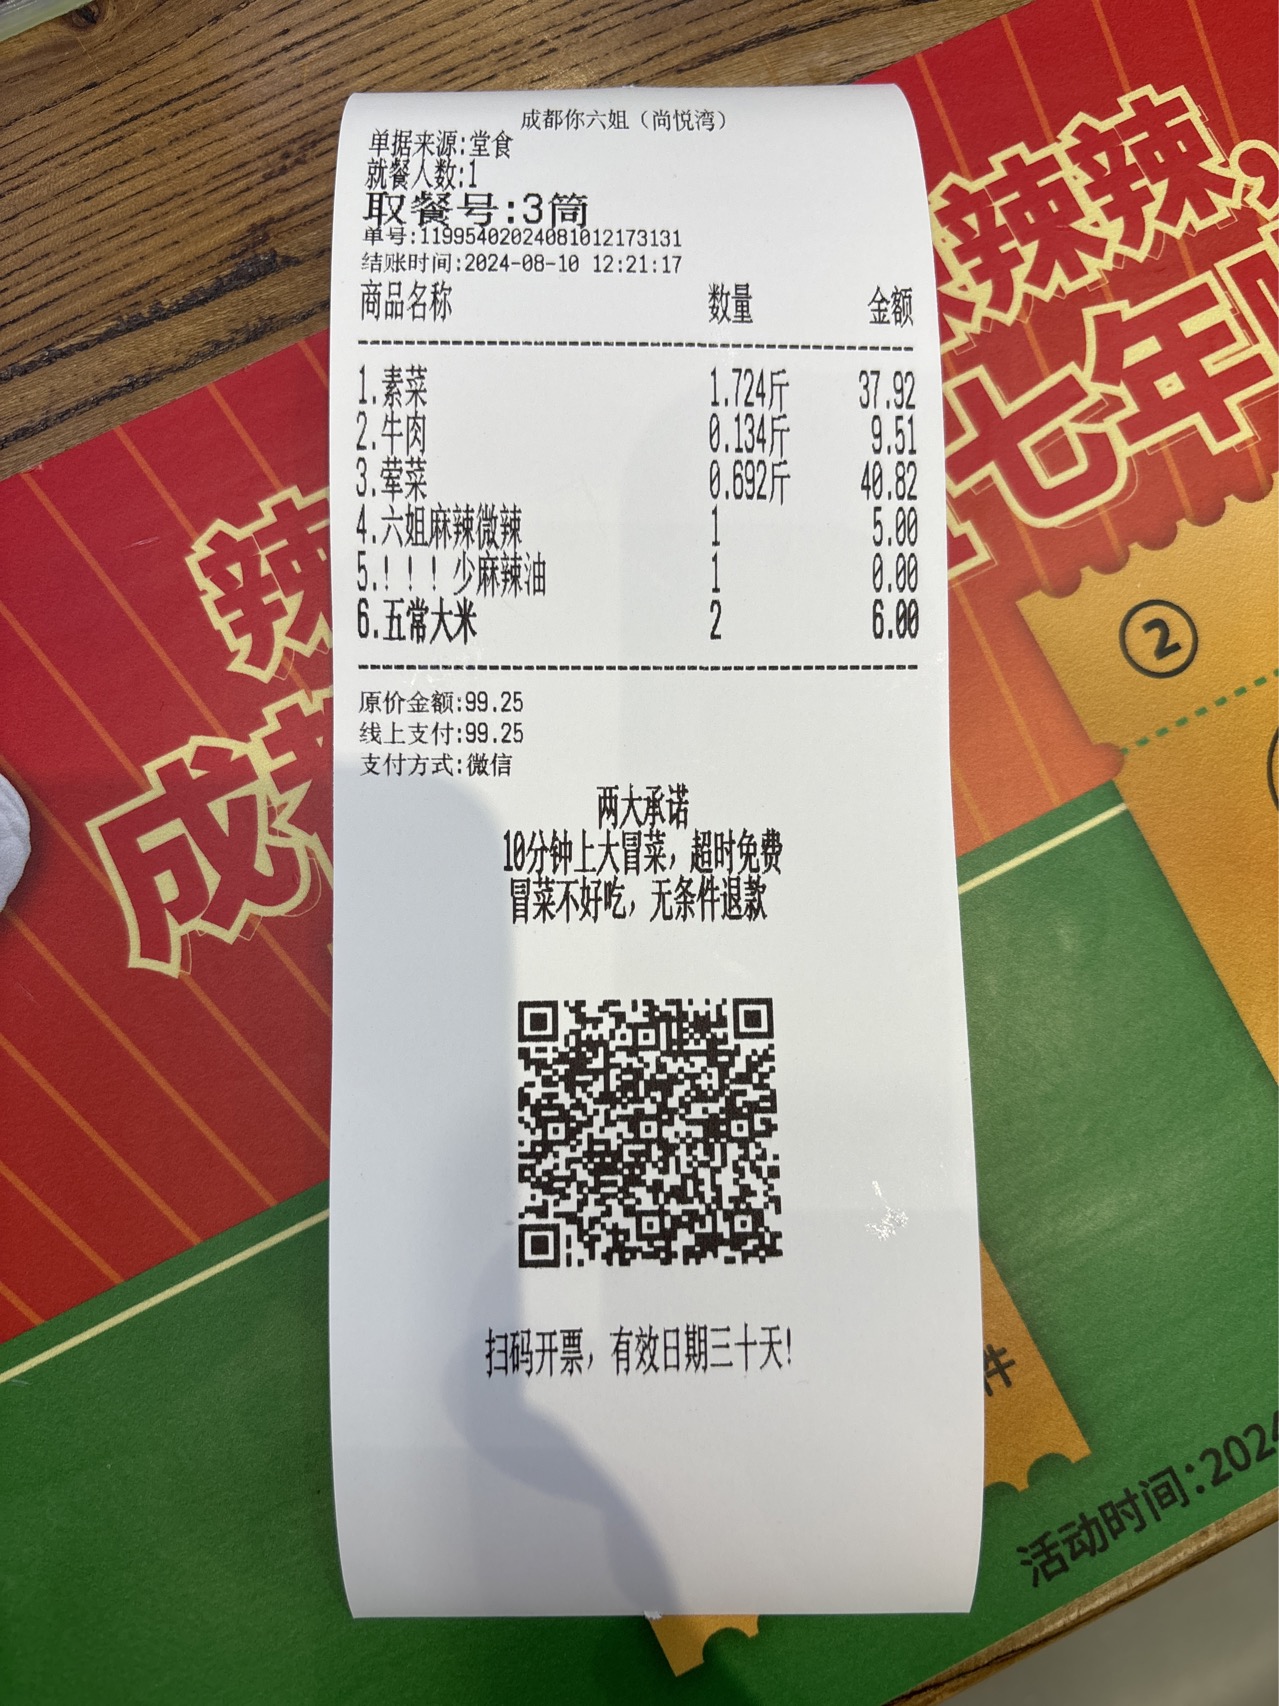 成都你六姐（尚悦湾）
单据来源:堂食
就餐人数:1
取餐号:3筒
单号:11995402024081012173131
结账时间:2024-08-10 12:21:17
商品名称 数量 金额
1.素菜 1.724斤 37.92
2.牛肉 0.134斤 9.51
3.荤菜 0.692斤 40.82
4.六姐麻辣微辣 1 5.00
5.！！！少麻辣油 1 0.00
6.五常大米 2 6.00
原价金额:99.25
线上支付:99.25
支付方式:微信
两大承诺
10分钟上大冒菜，超时免费
冒菜不好吃，无条件退款
扫码开票，有效日期三十天!
辣辣,
七年
②
辣
成都
件
活动时间:2024